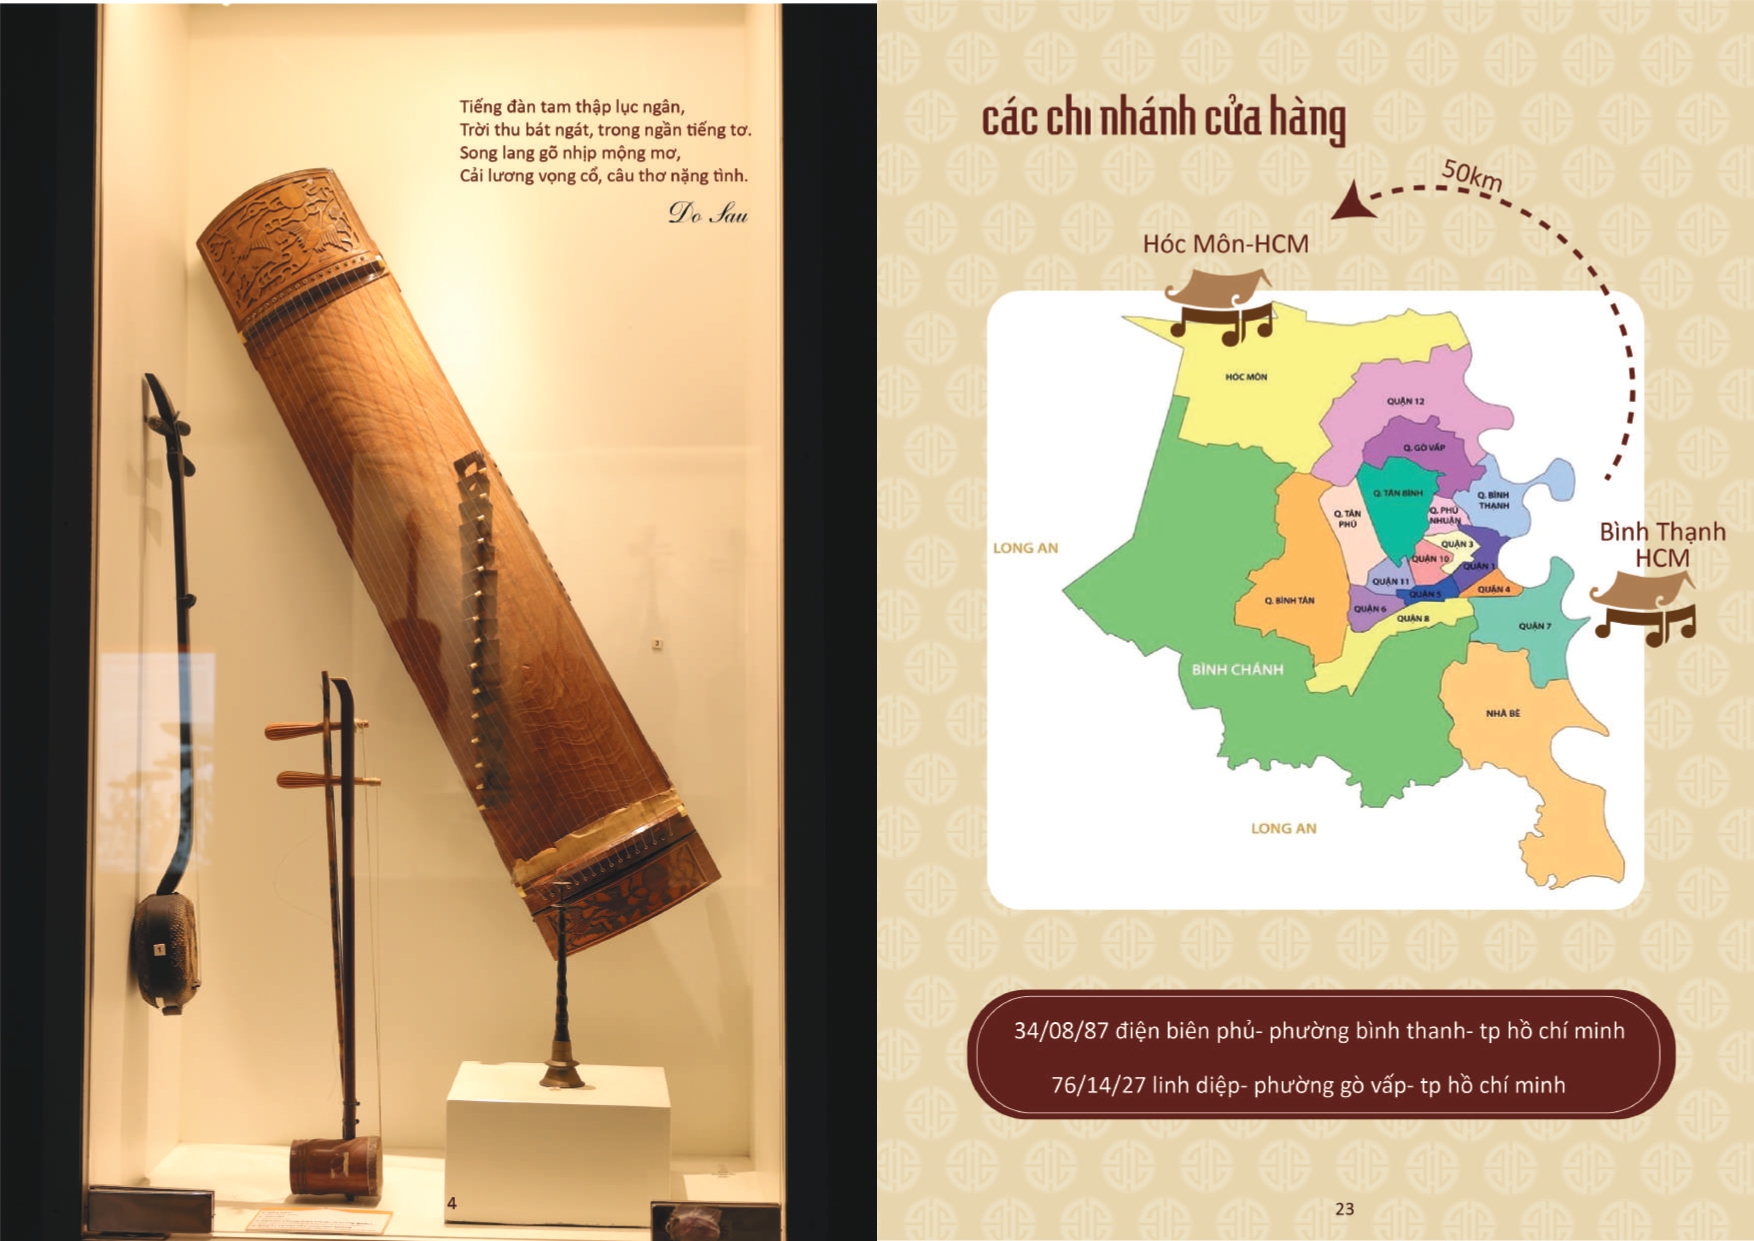 Tiếng đàn tam thập lục ngân,
Trời thu bát ngát, trong ngần tiếng tơ.
Song lang gõ nhịp mộng mơ,
Cải lương vọng cổ, câu thơ nặng tình.
Do Sau
1
4
các chi nhánh cửa hàng
50km
Hóc Môn-HCM
HÓC MÔN
QUẬN 12
Q. GÒ VẤP
Q. TÂN BÌNH
Q. BÌNH
THẠNH
Q. TÂN
PHÚ
Q. PHÚ
NHUẬN
Bình Thạnh
HCM
LONG AN
QUẬN 3
QUẬN 10
QUẬN 1
QUẬN 11
QUẬN 4
QUẬN 5
Q. BÌNH TÂN
QUẬN 6
QUẬN 8
QUẬN 7
BÌNH CHÁNH
NHÀ BÈ
LONG AN
34/08/87 điện biên phủ- phường bình thanh- tp hồ chí minh
76/14/27 linh diệp- phường gò vấp- tp hồ chí minh
23